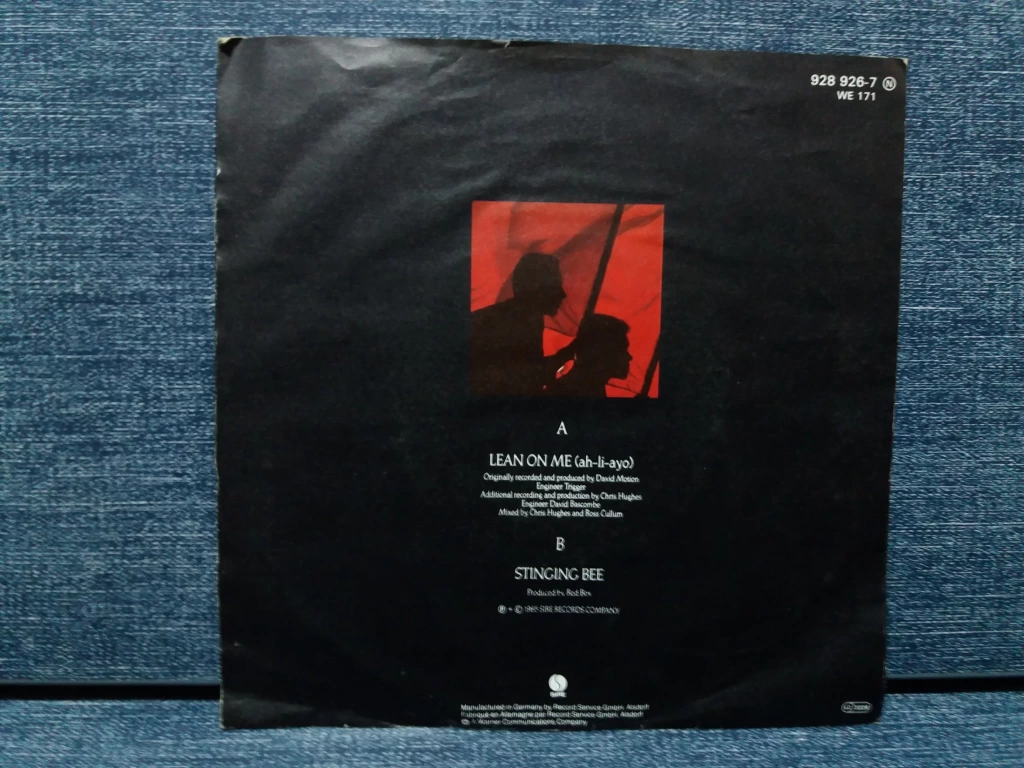 928 926-7 Ⓝ
WE 171
A
LEAN ON ME (ah-li-ayo)
Originally recorded and produced by David Motion
Engineer Trigger
Additional recording and production by Chris Hughes
Engineer David Bascombe
Mixed by Chris Hughes and Ross Cullum
B
STINGING BEE
Produced by Red Box
℗ + © 1985 SIRE RECORDS COMPANY
SIRE
Manufactured in Germany by Record Service GmbH, Alsdorf
Fabriqué en Allemagne par Record Service GmbH, Alsdorf
Warner Communications Company